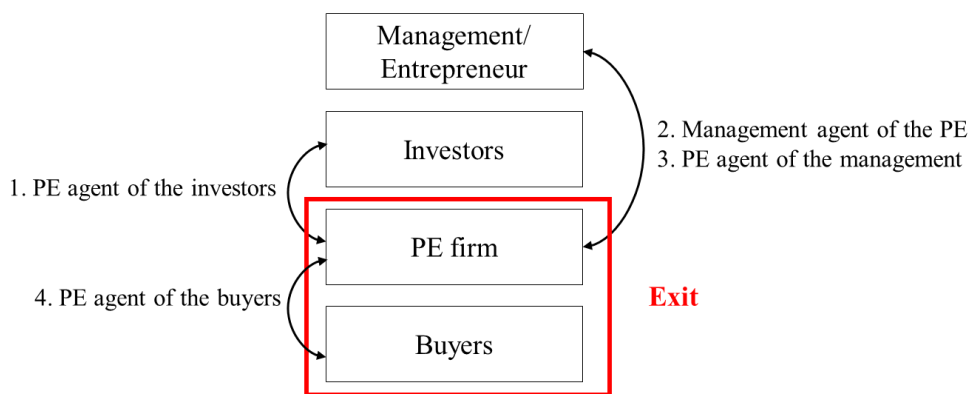 Management/
Entrepreneur
Investors
2. Management agent of the PE
3. PE agent of the management
1. PE agent of the investors
PE firm
4. PE agent of the buyers
Exit
Buyers